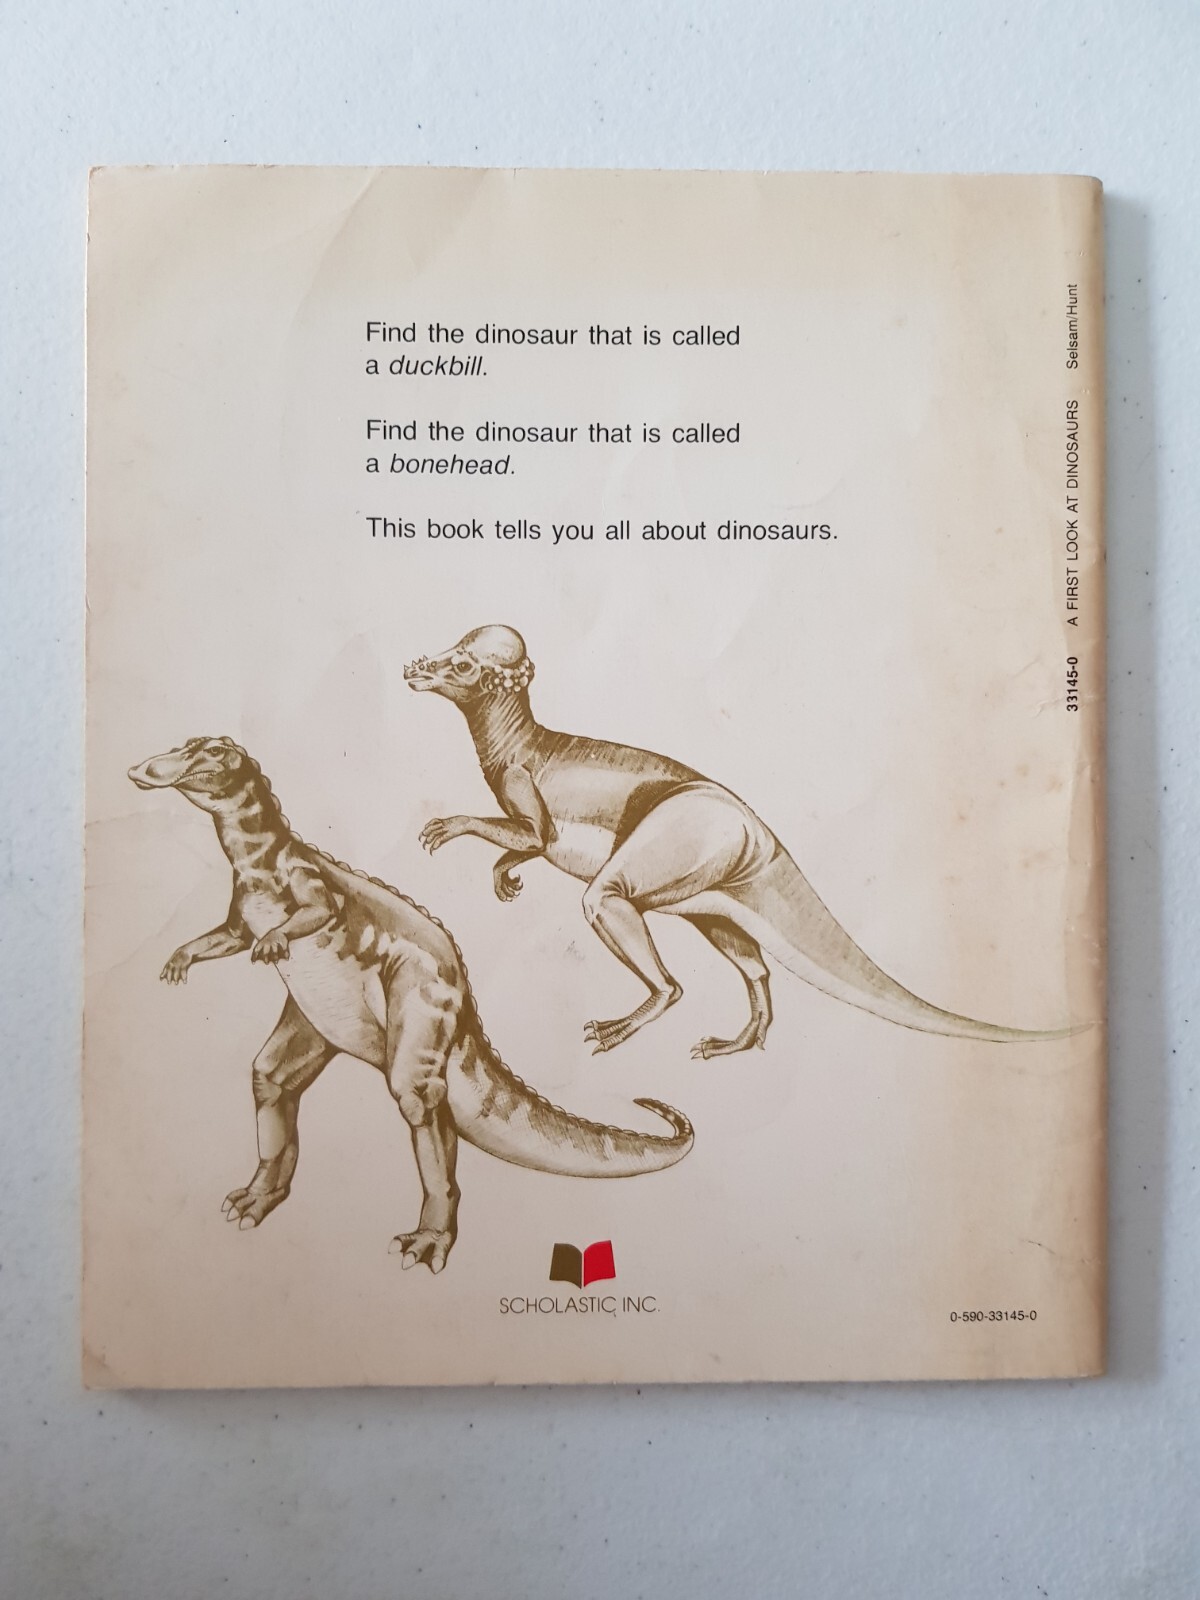 Find the dinosaur that is called
a duckbill.
Find the dinosaur that is called
a bonehead.
This book tells you all about dinosaurs.
33145-0 A FIRST LOOK AT DINOSAURS Selsam/Hunt
SCHOLASTIC INC.
0-590-33145-0